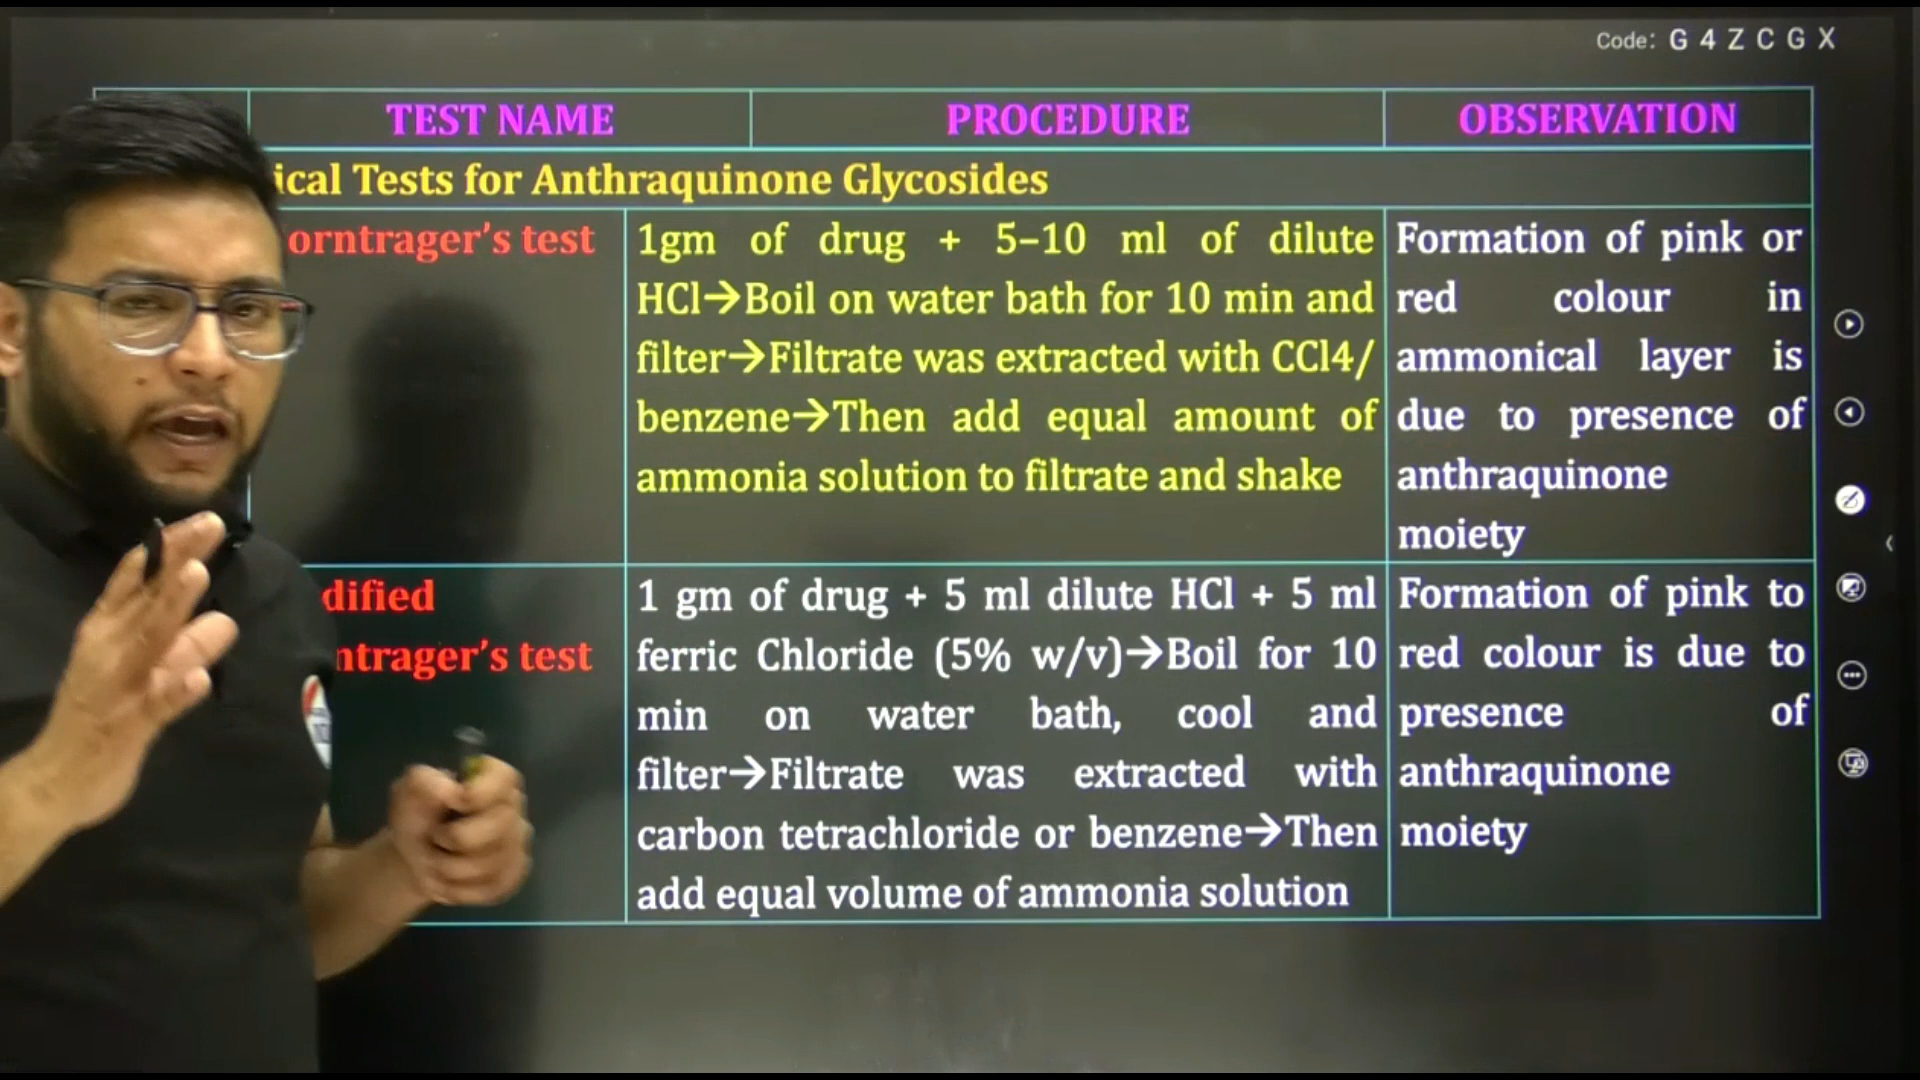 Code: G 4 Z C G X
TEST NAME PROCEDURE OBSERVATION
ical Tests for Anthraquinone Glycosides
orntrager's test
1gm of drug + 5–10 ml of dilute
HCl→Boil on water bath for 10 min and
filter→Filtrate was extracted with CCl4/
benzene→Then add equal amount of
ammonia solution to filtrate and shake
Formation of pink or
red colour in
ammonical layer is
due to presence of
anthraquinone
moiety
dified
ntrager's test
1 gm of drug + 5 ml dilute HCl + 5 ml
ferric Chloride (5% w/v)→Boil for 10
min on water bath, cool and
filter→Filtrate was extracted with
carbon tetrachloride or benzene→Then
add equal volume of ammonia solution
Formation of pink to
red colour is due to
presence of
anthraquinone
moiety